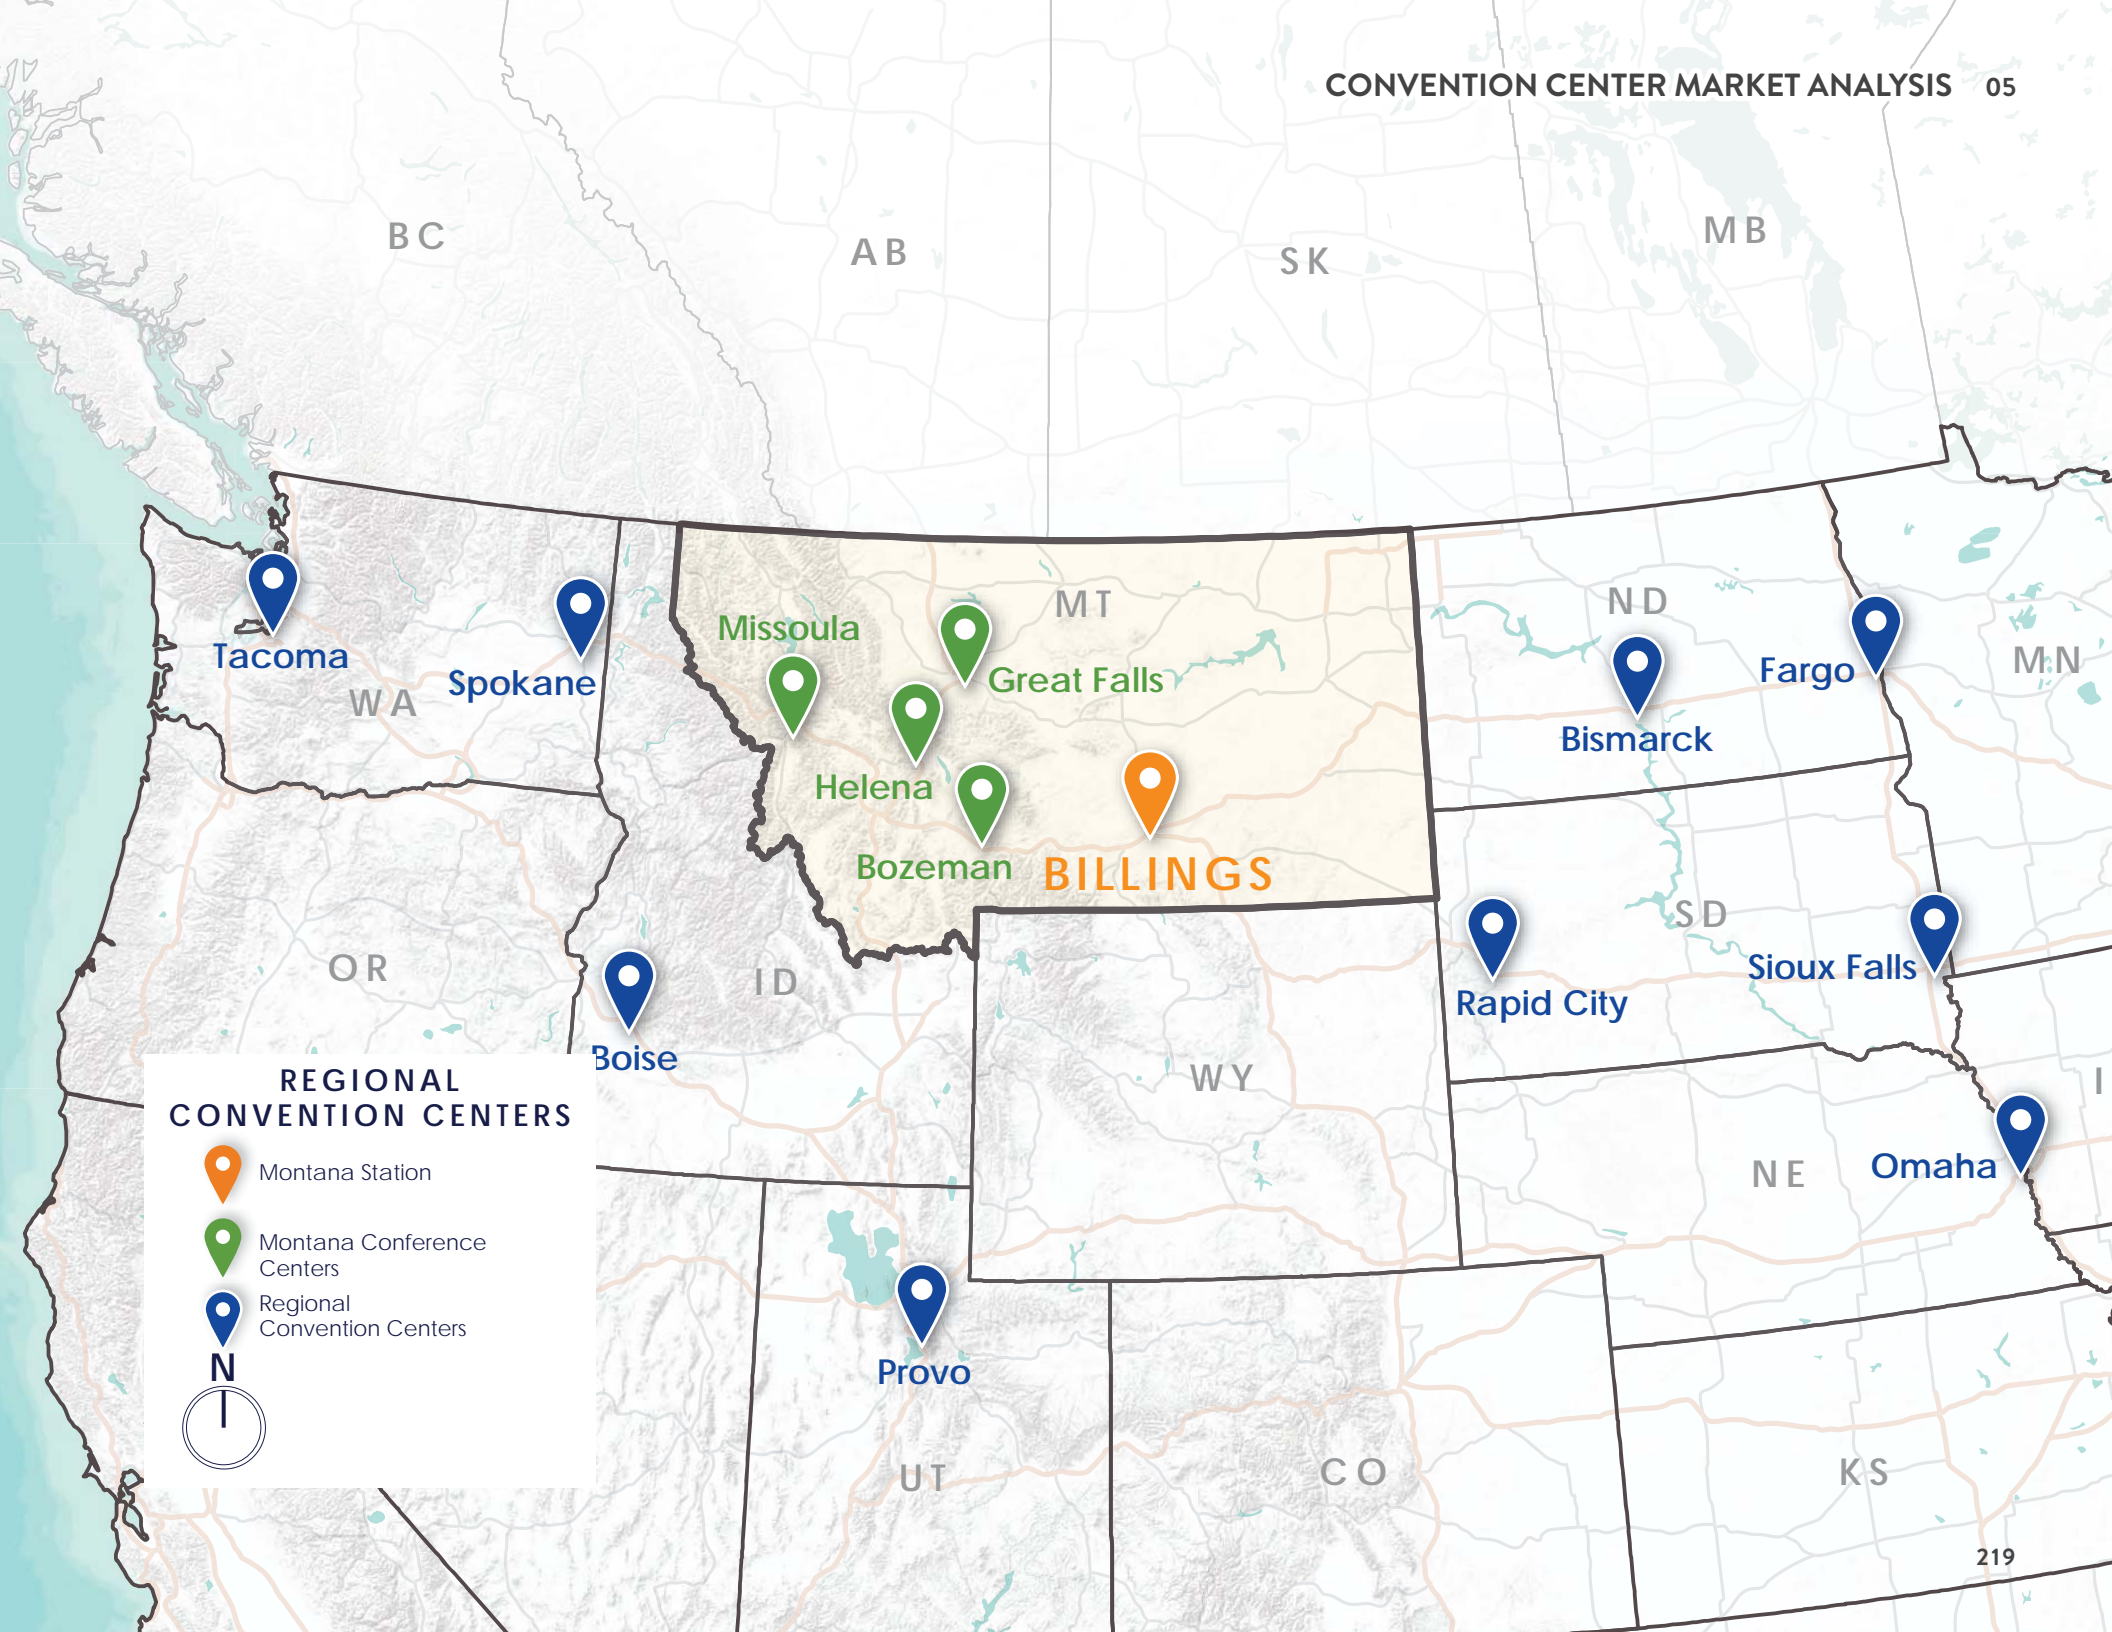 CONVENTION CENTER MARKET ANALYSIS 05
BC
AB
SK
MB
MT
ND
MN
Missoula
Great Falls
Tacoma
Spokane
WA
Fargo
Bismarck
Helena
Bozeman
BILLINGS
SD
Sioux Falls
OR
ID
Rapid City
Boise
WY
I
NE
Omaha
REGIONAL
CONVENTION CENTERS
Montana Station
Montana Conference
Centers
Regional
Convention Centers
N
Provo
UT
CO
KS
219